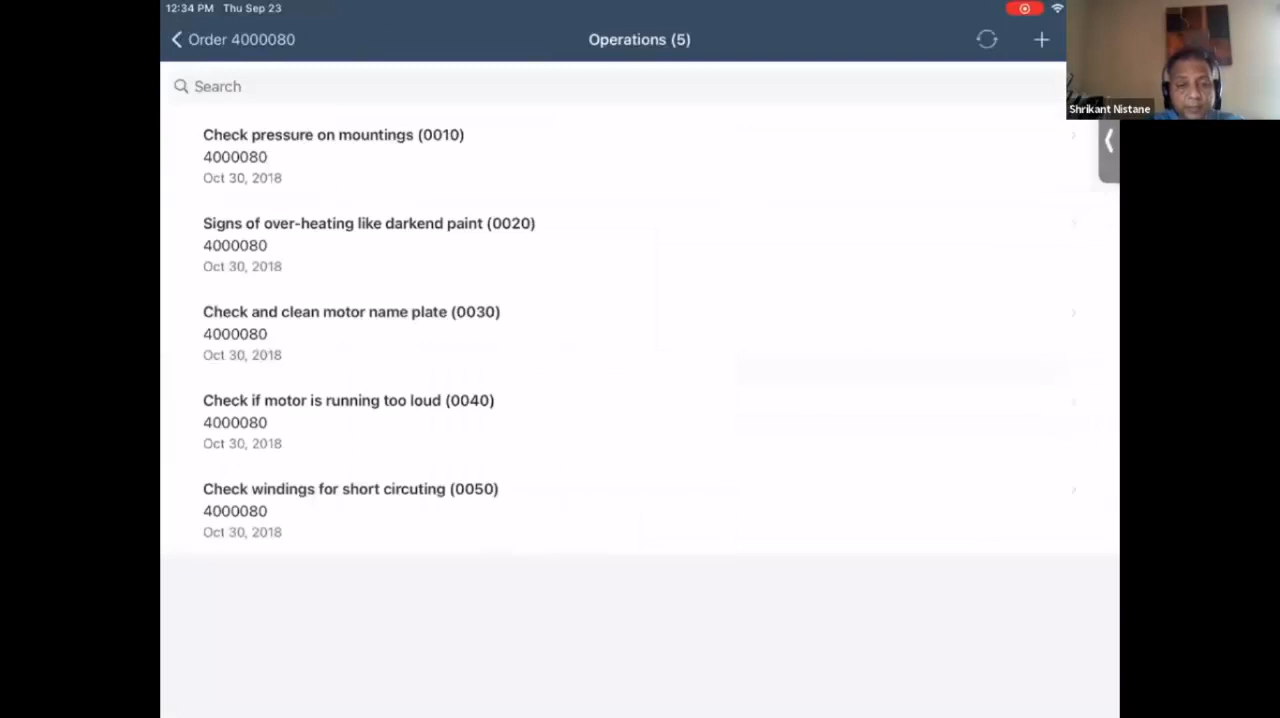 12:34 PM Thu Sep 23
Order 4000080
Operations (5)
Shrikant Nistane
Search
Check pressure on mountings (0010)
4000080
Oct 30, 2018
Signs of over-heating like darkend paint (0020)
4000080
Oct 30, 2018
Check and clean motor name plate (0030)
4000080
Oct 30, 2018
Check if motor is running too loud (0040)
4000080
Oct 30, 2018
Check windings for short circuting (0050)
4000080
Oct 30, 2018